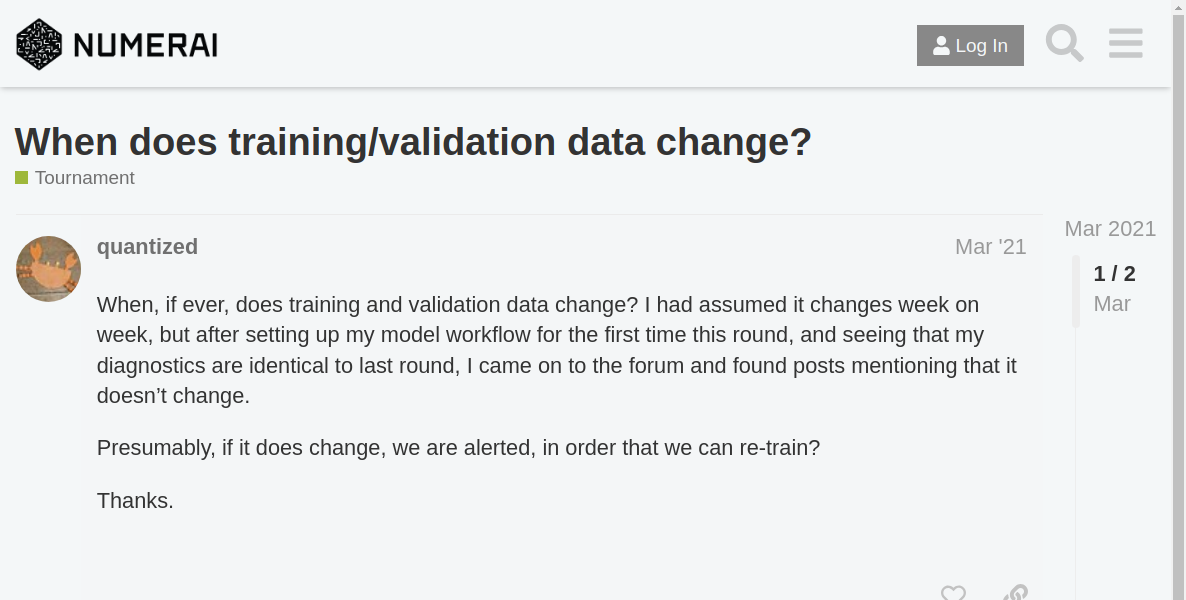 NUMERAI
Log In
When does training/validation data change?
Tournament
quantized
Mar '21
When, if ever, does training and validation data change? I had assumed it changes week on
week, but after setting up my model workflow for the first time this round, and seeing that my
diagnostics are identical to last round, I came on to the forum and found posts mentioning that it
doesn’t change.
Presumably, if it does change, we are alerted, in order that we can re-train?
Thanks.
Mar 2021
1 / 2
Mar